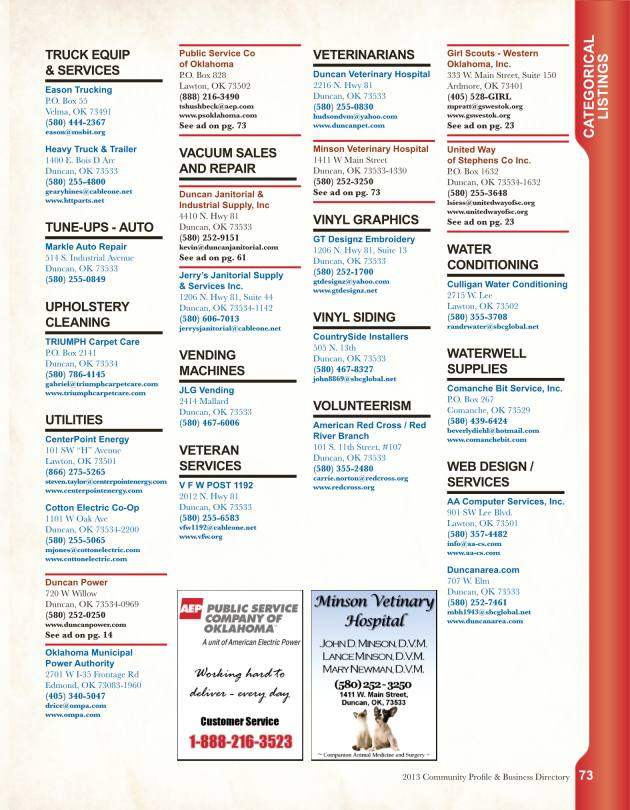 TRUCK EQUIP
& SERVICES
Eason Trucking
P.O. Box 55
Velma, OK 73491
(580) 444-2367
eason@msbit.org
Heavy Truck & Trailer
1400 E. Bois D Arc
Duncan, OK 73533
(580) 255-4800
gearyhines@cableone.net
www.httparts.net
TUNE-UPS - AUTO
Markle Auto Repair
514 S. Industrial Avenue
Duncan, OK 73533
(580) 255-0849
UPHOLSTERY
CLEANING
TRIUMPH Carpet Care
P.O. Box 2141
Duncan, OK 73534
(580) 786-4145
gabriel@triumphcarpetcare.com
www.triumphcarpetcare.com
UTILITIES
CenterPoint Energy
101 SW “H” Avenue
Lawton, OK 73501
(866) 275-5265
steven.taylor@centerpointenergy.com
www.centerpointenergy.com
Cotton Electric Co-Op
1101 W Oak Ave
Duncan, OK 73534-2200
(580) 255-5065
mjones@cottonelectric.com
www.cottonelectric.com
Duncan Power
720 W Willow
Duncan, OK 73534-0969
(580) 252-0250
www.duncanpower.com
See ad on pg. 14
Oklahoma Municipal
Power Authority
2701 W I-35 Frontage Rd
Edmond, OK 73083-1960
(405) 340-5047
drice@ompa.com
www.ompa.com
Public Service Co
of Oklahoma
P.O. Box 828
Lawton, OK 73502
(888) 216-3490
tshushbeck@aep.com
www.psoklahoma.com
See ad on pg. 73
VACUUM SALES
AND REPAIR
Duncan Janitorial &
Industrial Supply, Inc
4410 N. Hwy 81
Duncan, OK 73533
(580) 252-9151
kevin@duncanjanitorial.com
See ad on pg. 61
Jerry’s Janitorial Supply
& Services Inc.
1206 N. Hwy 81, Suite 44
Duncan, OK 73534-1142
(580) 606-7013
jerrysjanitorial@cableone.net
VENDING
MACHINES
JLG Vending
2414 Mallard
Duncan, OK 73533
(580) 467-6006
VETERAN
SERVICES
V F W POST 1192
2012 N. Hwy 81
Duncan, OK 73533
(580) 255-6583
vfw1192@cableone.net
www.vfw.org
VETERINARIANS
Duncan Veterinary Hospital
2216 N. Hwy 81
Duncan, OK 73533
(580) 255-0830
hudsondvm@yahoo.com
www.duncanpet.com
Minson Veterinary Hospital
1411 W Main Street
Duncan, OK 73533-4330
(580) 252-3250
See ad on pg. 73
VINYL GRAPHICS
GT Designz Embroidery
1206 N. Hwy 81, Suite 13
Duncan, OK 73533
(580) 252-1700
gtdesignz@yahoo.com
www.gtdesignz.net
VINYL SIDING
CountrySide Installers
505 N. 13th
Duncan, OK 73533
(580) 467-8327
john8869@sbcglobal.net
VOLUNTEERISM
American Red Cross / Red
River Branch
101 S. 11th Street, #107
Duncan, OK 73533
(580) 355-2480
carrie.norton@redcross.org
www.redcross.org
Girl Scouts - Western
Oklahoma, Inc.
333 W. Main Street, Suite 150
Ardmore, OK 73401
(405) 528-GIRL
mpratt@gswestok.org
www.gswestok.org
See ad on pg. 23
United Way
of Stephens Co Inc.
P.O. Box 1632
Duncan, OK 73534-1632
(580) 255-3648
lsiess@unitedwayofsc.org
www.unitedwayofsc.org
See ad on pg. 23
WATER
CONDITIONING
Culligan Water Conditioning
2715 W. Lee
Lawton, OK 73502
(580) 355-3708
randrwater@sbcglobal.net
WATERWELL
SUPPLIES
Comanche Bit Service, Inc.
P.O. Box 267
Comanche, OK 73529
(580) 439-6424
beverlydiehl@hotmail.com
www.comanchebit.com
WEB DESIGN /
SERVICES
AA Computer Services, Inc.
901 SW Lee Blvd.
Lawton, OK 73501
(580) 357-4482
info@aa-cs.com
www.aa-cs.com
Duncanarea.com
707 W. Elm
Duncan, OK 73533
(580) 252-7461
mbh1943@sbcglobal.net
www.duncanarea.com
AEP PUBLIC SERVICE
COMPANY OF
OKLAHOMA
A unit of American Electric Power
Working hard to
deliver - every day
Customer Service
1-888-216-3523
Minson Vetinary
Hospital
JOHN D. MINSON, D.V.M.
LANCE MINSON, D.V.M.
MARY NEWMAN, D.V.M.
(580) 252-3250
1411 W. Main Street,
Duncan, OK, 73533
~ Companion Animal Medicine and Surgery ~
CATEGORICAL
LISTINGS
2013 Community Profile & Business Directory 73